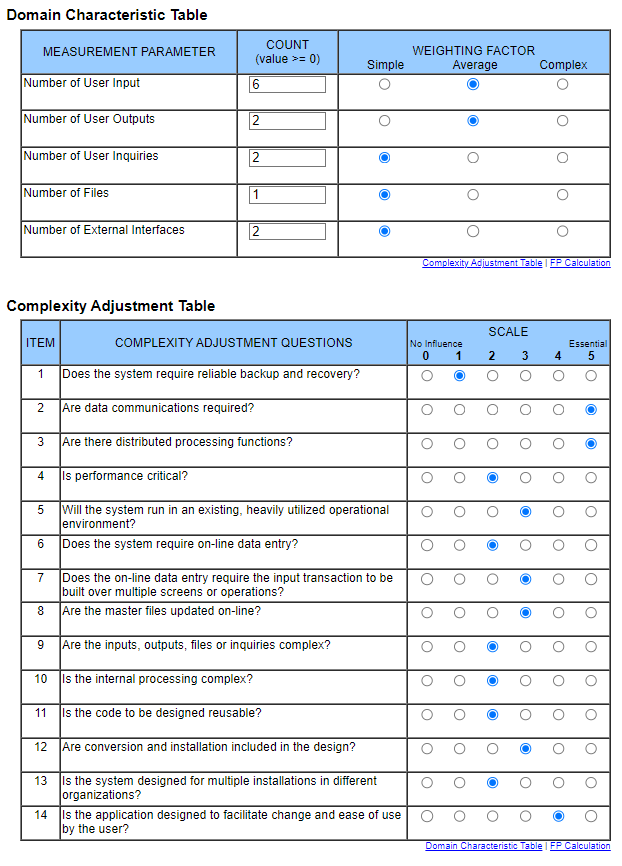 Domain Characteristic Table
MEASUREMENT PARAMETER
COUNT
(value >= 0)
WEIGHTING FACTOR
Simple Average Complex
Number of User Input 6
Number of User Outputs 2
Number of User Inquiries 2
Number of Files 1
Number of External Interfaces 2
Complexity Adjustment Table | FP Calculation
Complexity Adjustment Table
ITEM
COMPLEXITY ADJUSTMENT QUESTIONS
SCALE
No Influence Essential
0 1 2 3 4 5
1 Does the system require reliable backup and recovery?
2 Are data communications required?
3 Are there distributed processing functions?
4 Is performance critical?
5 Will the system run in an existing, heavily utilized operational
environment?
6 Does the system require on-line data entry?
7 Does the on-line data entry require the input transaction to be
built over multiple screens or operations?
8 Are the master files updated on-line?
9 Are the inputs, outputs, files or inquiries complex?
10 Is the internal processing complex?
11 Is the code to be designed reusable?
12 Are conversion and installation included in the design?
13 Is the system designed for multiple installations in different
organizations?
14 Is the application designed to facilitate change and ease of use
by the user?
Domain Characteristic Table | FP Calculation